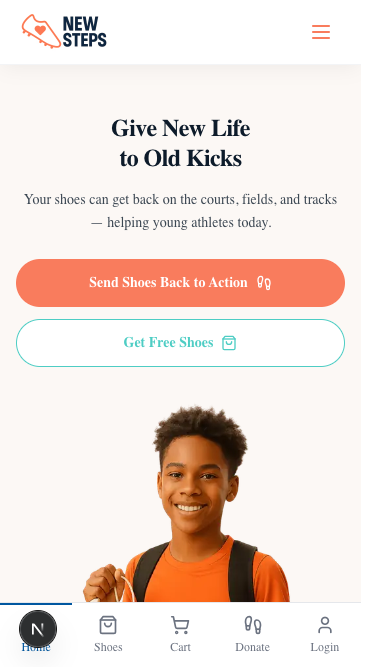 NEW
STEPS
Give New Life
to Old Kicks
Your shoes can get back on the courts, fields, and tracks
— helping young athletes today.
Send Shoes Back to Action
Get Free Shoes
N
Home
Shoes
Cart
Donate
Login